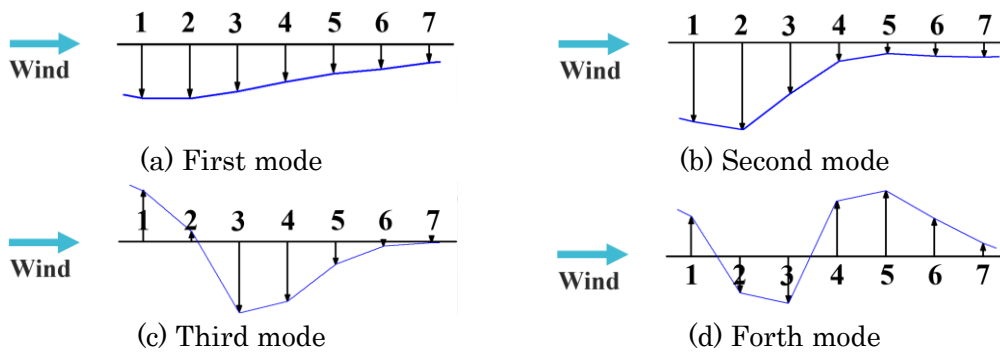 1 2 3 4 5 6 7
Wind
(a) First mode
1 2 3 4 5 6 7
Wind
(b) Second mode
1 2 3 4 5 6 7
Wind
(c) Third mode
1 2 3 4 5 6 7
Wind
(d) Forth mode